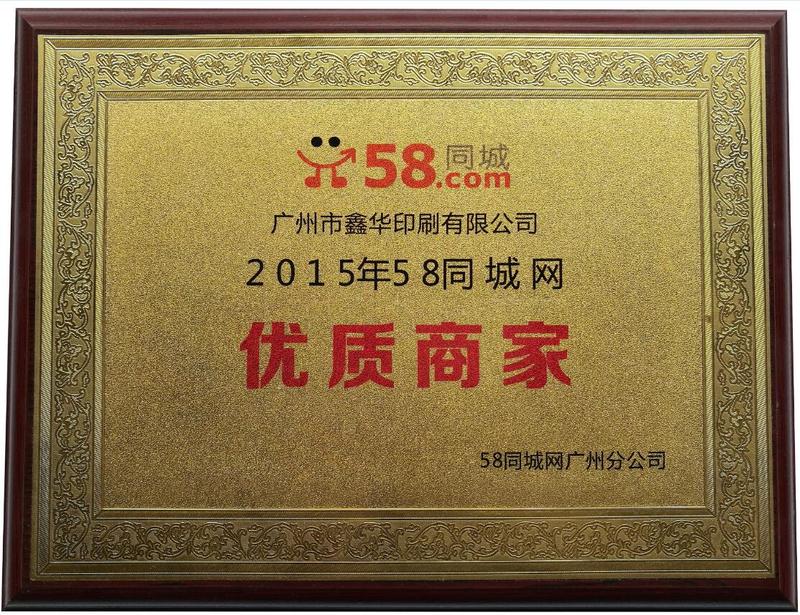 58同城
.com
广州市鑫华印刷有限公司
2015年58同城网
优质商家
58同城网广州分公司